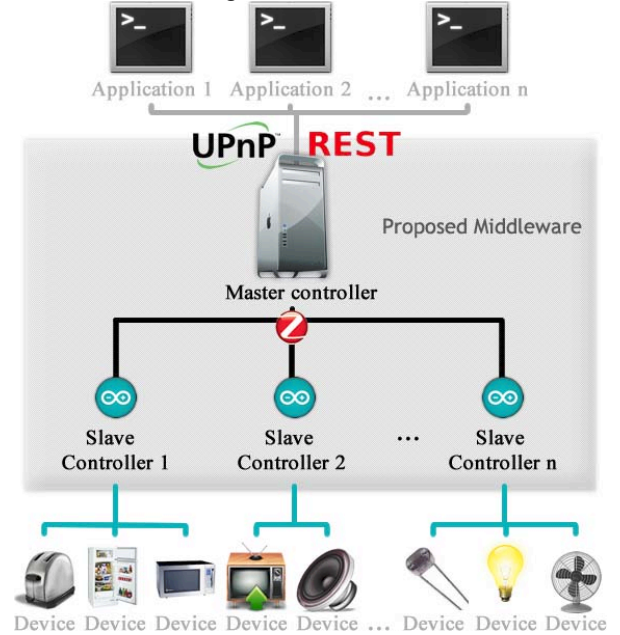 >_ >_ >_
Application 1 Application 2 ... Application n
UPnP™ REST
Proposed Middleware
Master controller
Slave Slave ... Slave
Controller 1 Controller 2 Controller n
Device Device Device Device Device ... Device Device Device